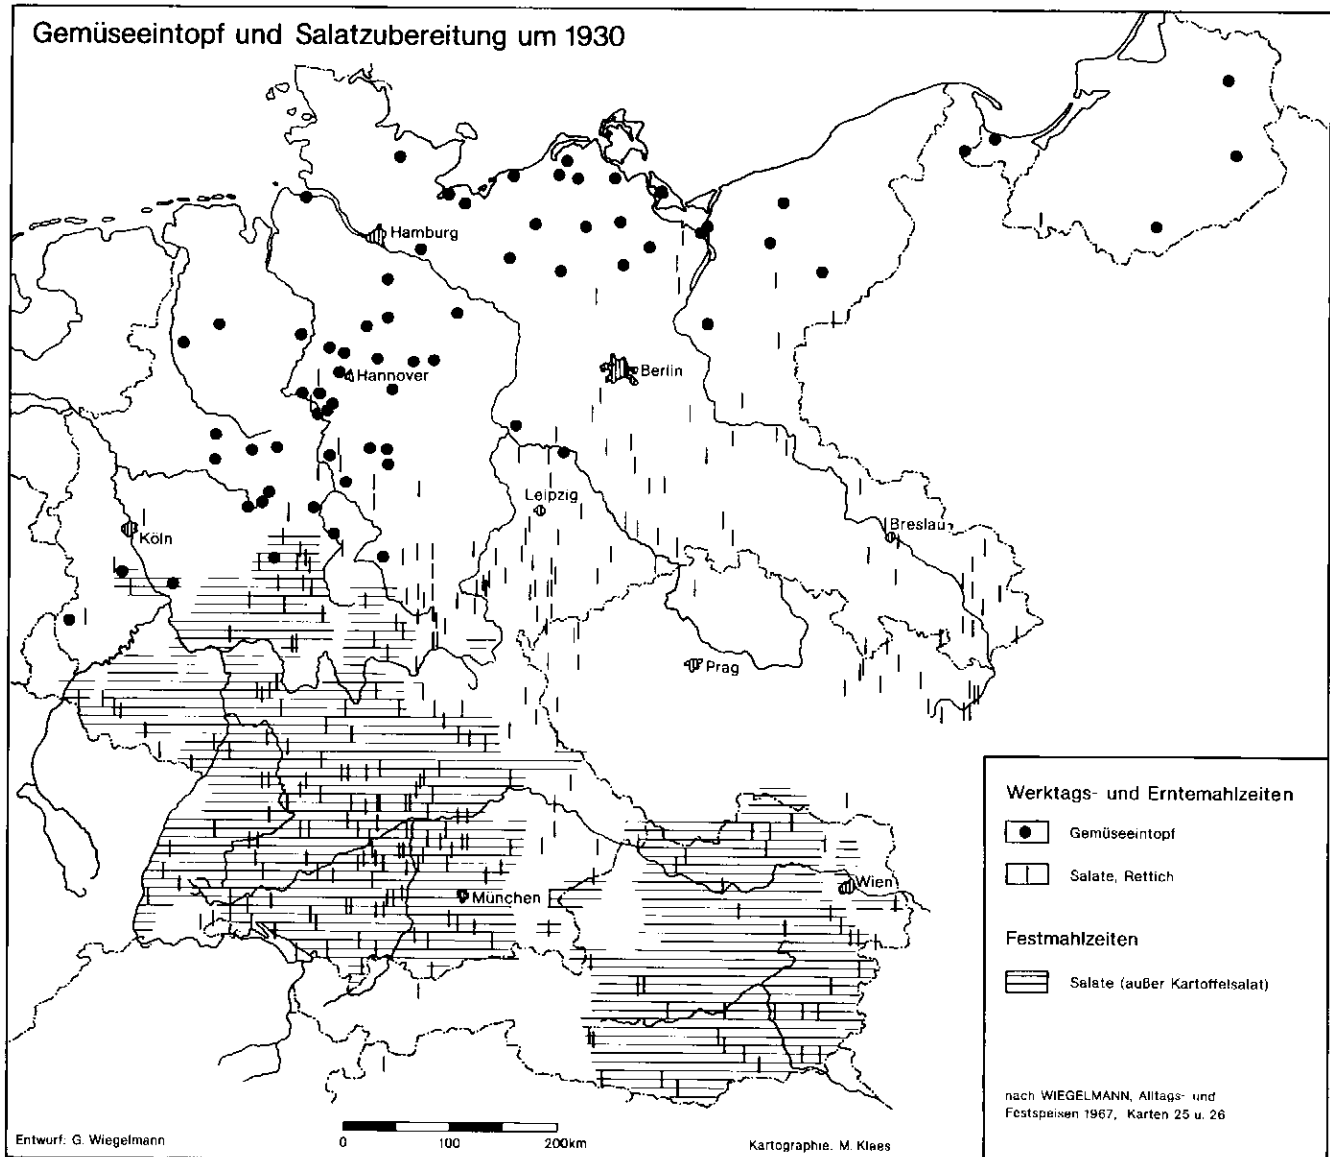 Gemüseeintopf und Salatzubereitung um 1930
Hamburg
Hannover
Berlin
Leipzig
Köln
Breslau
Prag
München
Wien
Werktags- und Erntemahlzeiten
Gemüseeintopf
Salate, Rettich
Festmahlzeiten
Salate (außer Kartoffelsalat)
nach WIEGELMANN, Alltags- und
Festspeisen 1967, Karten 25 u. 26
Entwurf: G. Wiegelmann
0 100 200km
Kartographie. M. Klees